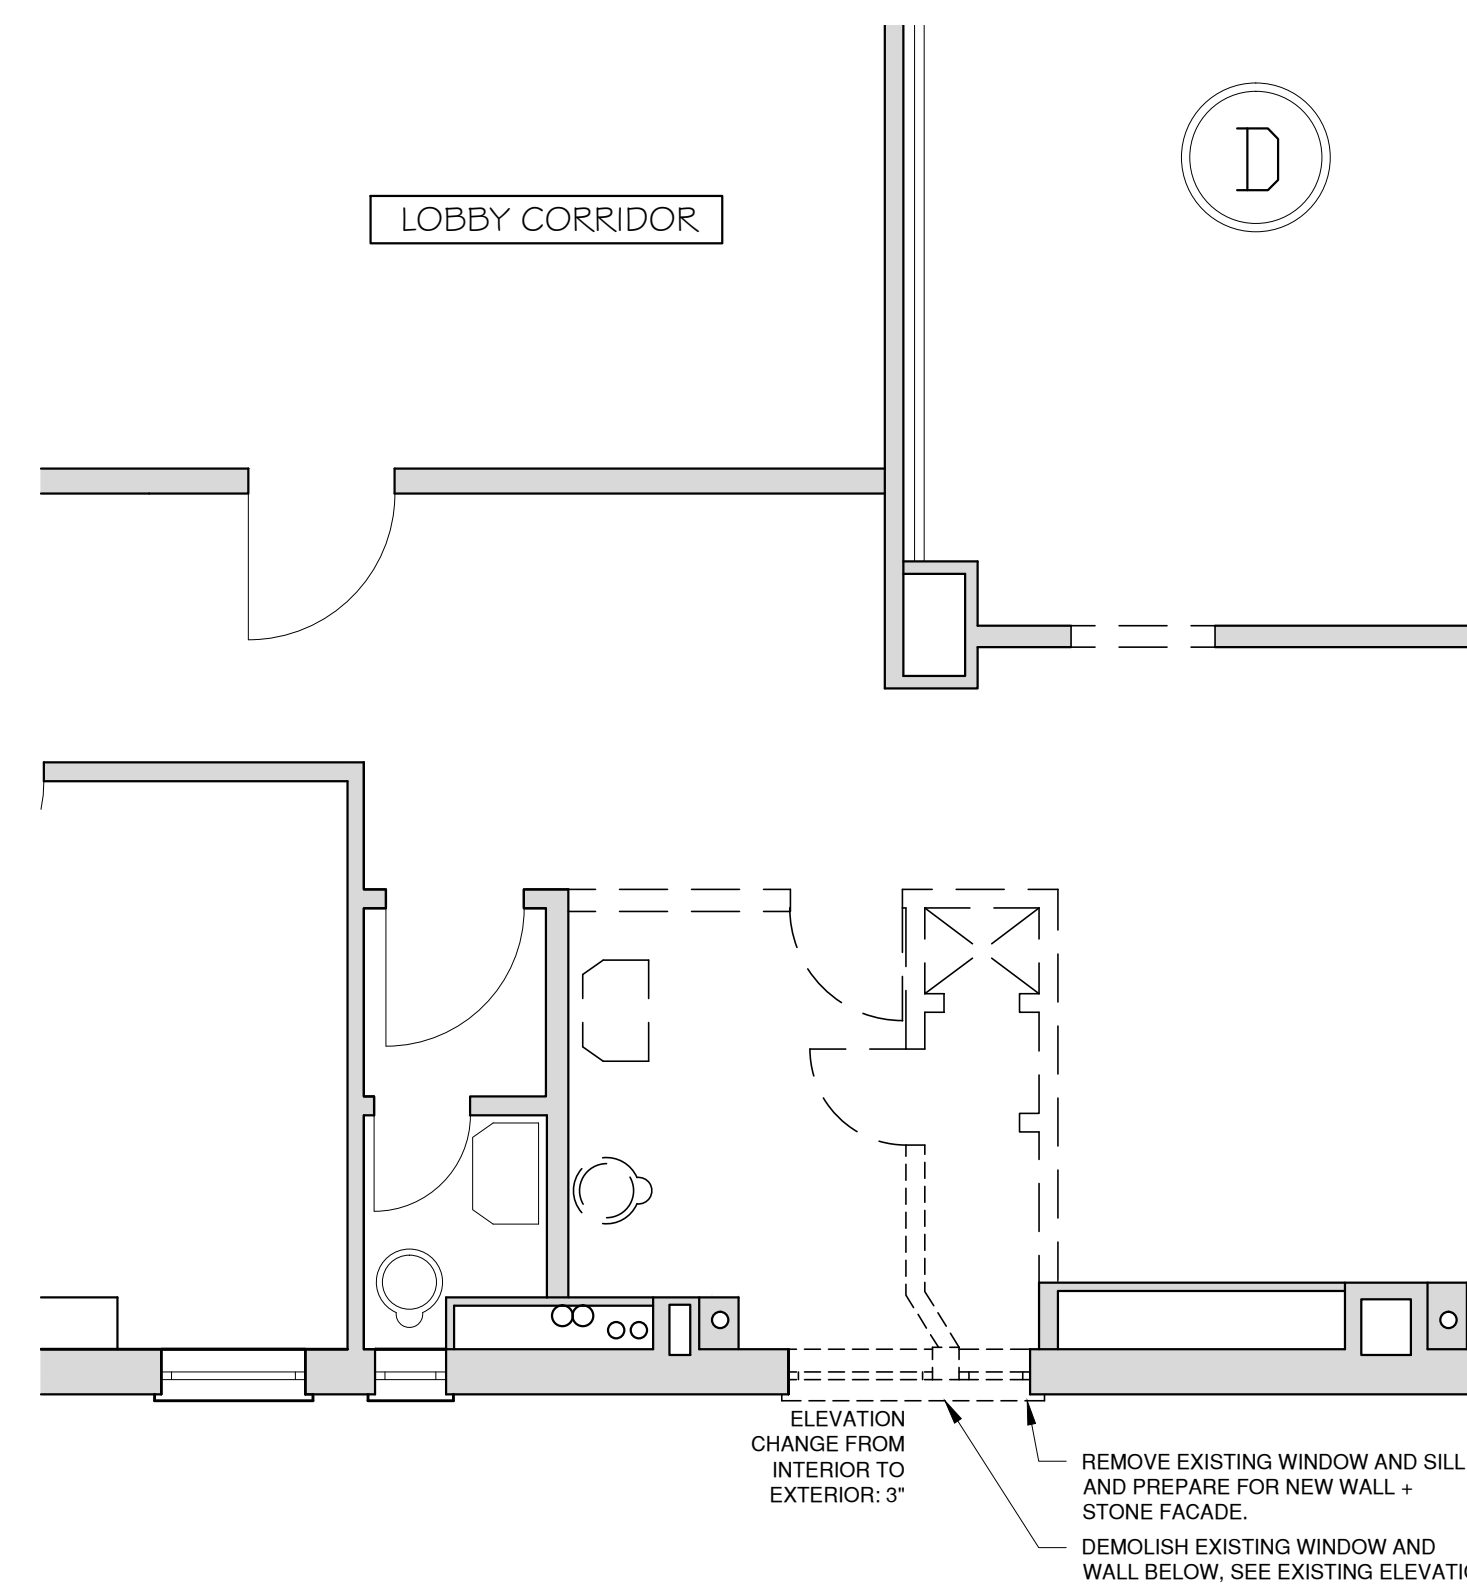 D
LOBBY CORRIDOR
ELEVATION
CHANGE FROM
INTERIOR TO
EXTERIOR: 3"
REMOVE EXISTING WINDOW AND SILL
AND PREPARE FOR NEW WALL +
STONE FACADE.
DEMOLISH EXISTING WINDOW AND
WALL BELOW, SEE EXISTING